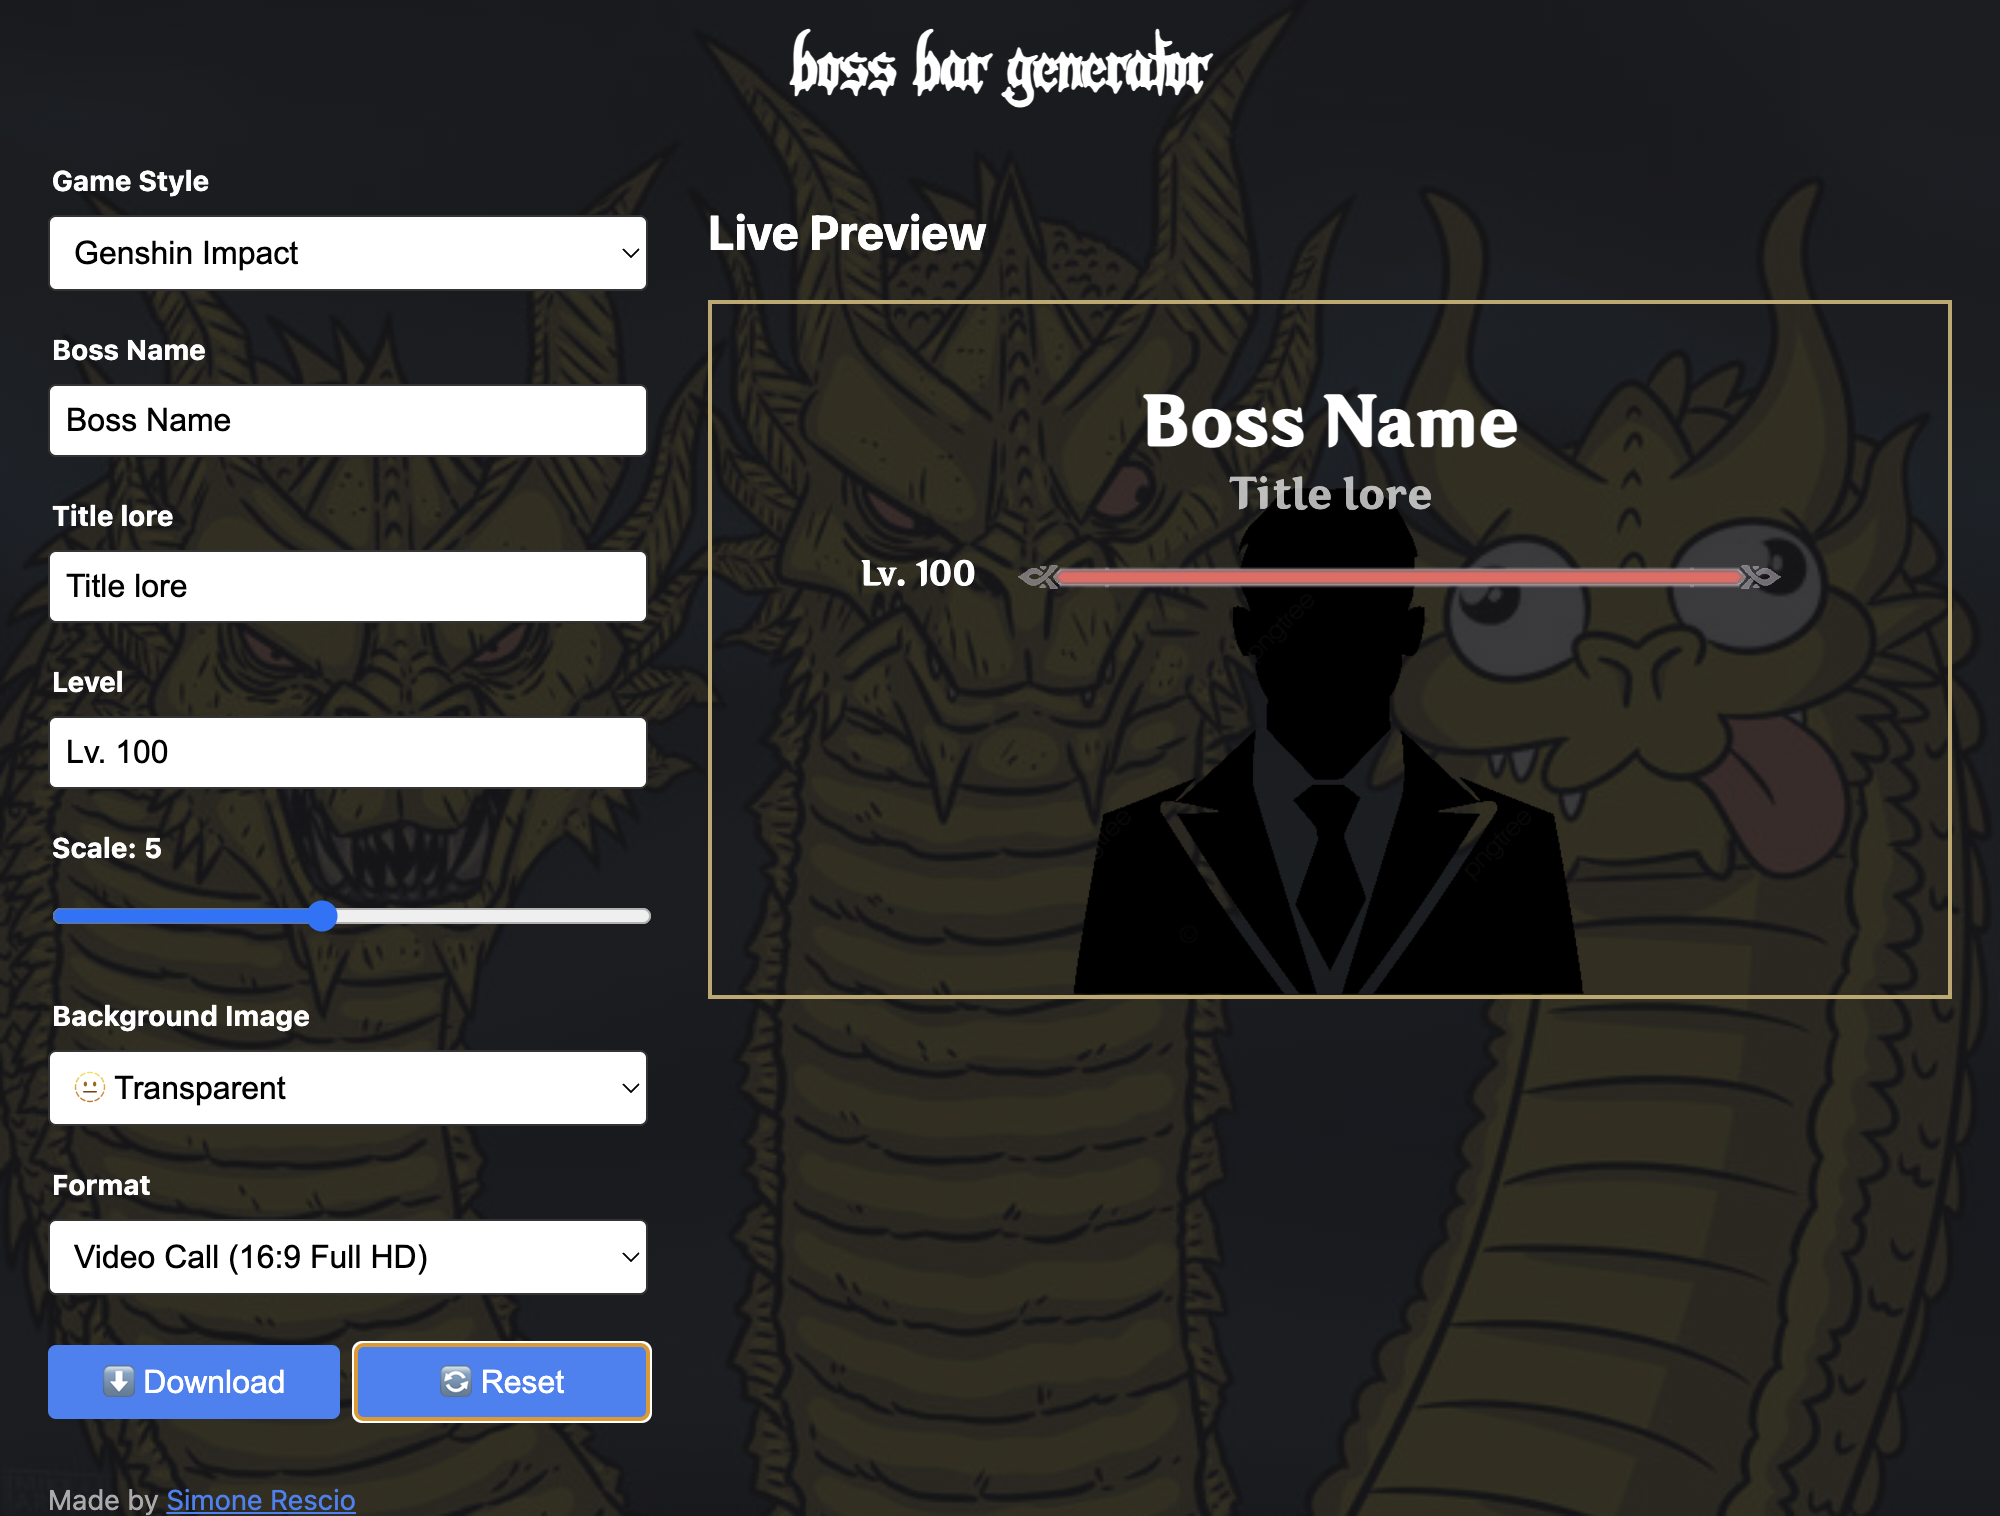 boss bar generator
Game Style
Genshin Impact
Boss Name
Boss Name
Title lore
Title lore
Level
Lv. 100
Scale: 5
Background Image
Transparent
Format
Video Call (16:9 Full HD)
Download
Reset
Made by Simone Rescio
Live Preview
Boss Name
Title lore
Lv. 100
pngtree
pngtree